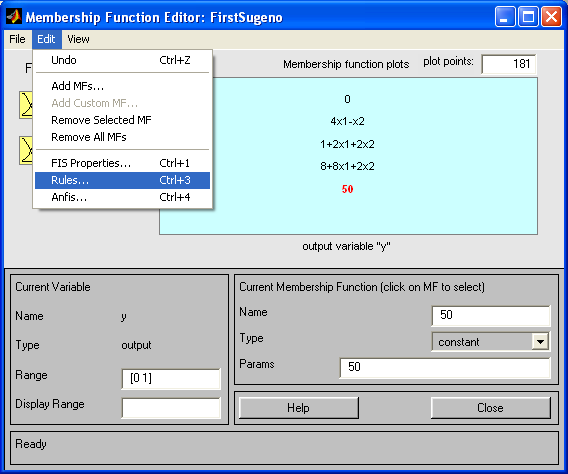 Membership Function Editor: FirstSugeno
File Edit View
Undo Ctrl+Z
Add MFs...
Add Custom MF...
Remove Selected MF
Remove All MFs
FIS Properties... Ctrl+1
Rules... Ctrl+3
Anfis... Ctrl+4
F
Membership function plots plot points: 181
0
4x1-x2
1+2x1+2x2
8+8x1+2x2
50
output variable "y"
Current Variable
Name y
Type output
Range [0 1]
Display Range
Current Membership Function (click on MF to select)
Name 50
Type constant
Params 50
Help Close
Ready